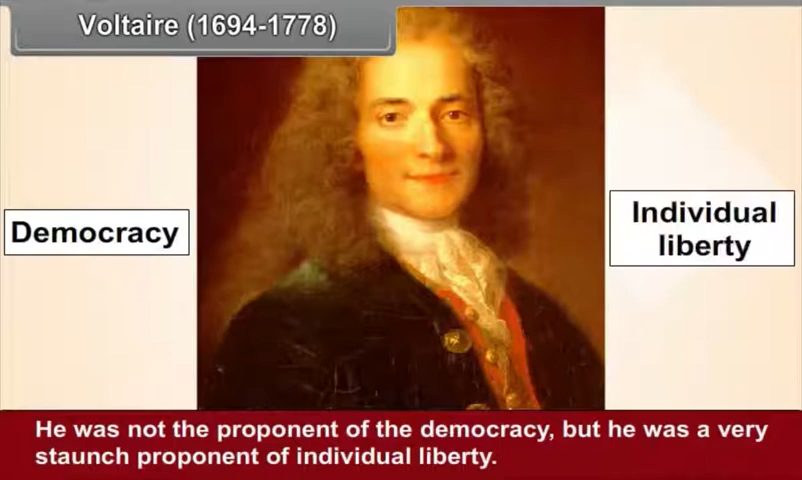 Voltaire (1694-1778)
Democracy
Individual
liberty
He was not the proponent of the democracy, but he was a very
staunch proponent of individual liberty.